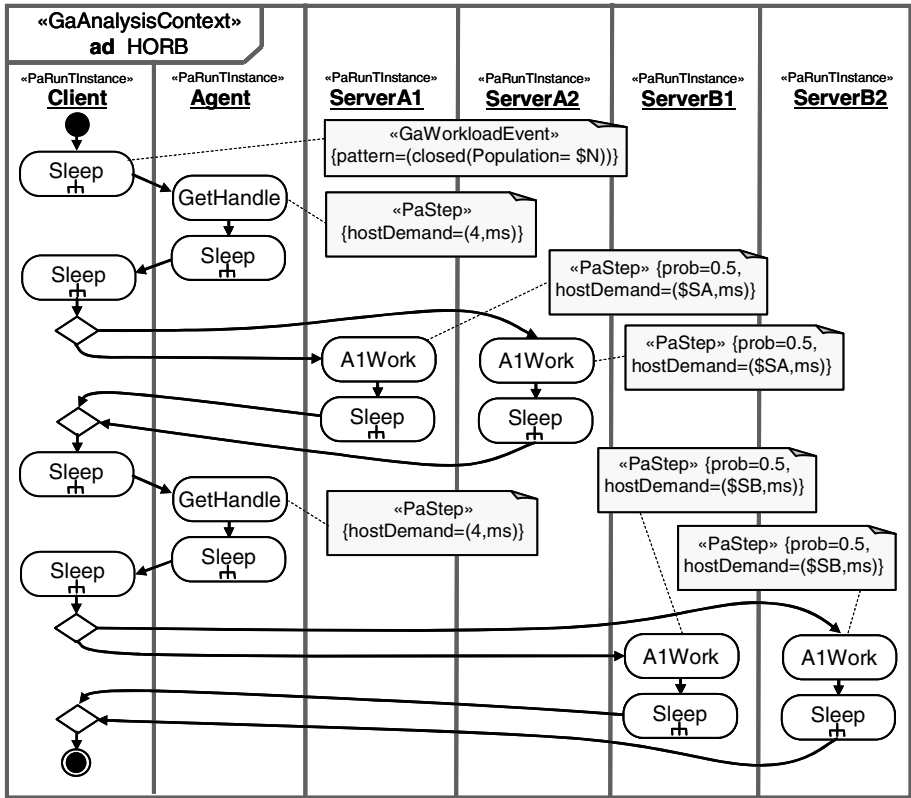 «GaAnalysisContext»
ad HORB
«PaRunTInstance» «PaRunTInstance» «PaRunTInstance» «PaRunTInstance» «PaRunTInstance» «PaRunTInstance»
Client Agent ServerA1 ServerA2 ServerB1 ServerB2
«GaWorkloadEvent»
{pattern=(closed(Population= $N))}
Sleep
GetHandle
«PaStep»
{hostDemand=(4,ms)}
Sleep
Sleep
«PaStep» {prob=0.5,
hostDemand=($SA,ms)}
«PaStep» {prob=0.5,
hostDemand=($SA,ms)}
A1Work
A1Work
Sleep
Sleep
Sleep
«PaStep» {prob=0.5,
hostDemand=($SB,ms)}
GetHandle
«PaStep»
{hostDemand=(4,ms)}
«PaStep» {prob=0.5,
hostDemand=($SB,ms)}
Sleep
Sleep
A1Work
A1Work
Sleep
Sleep